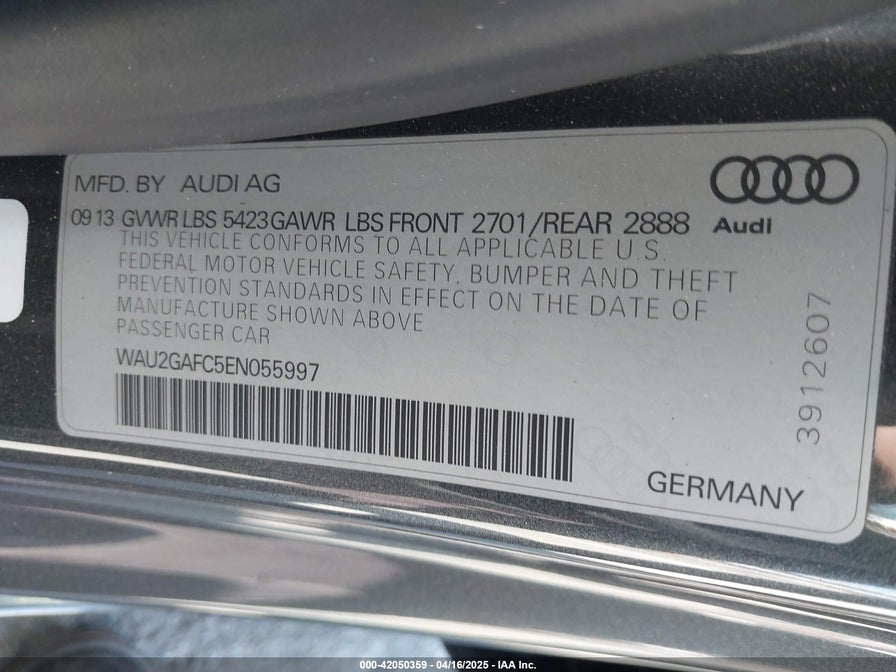 MFD. BY AUDI AG
09 13 GVWR LBS 5423 GAWR LBS FRONT 2701/REAR 2888
Audi
THIS VEHICLE CONFORMS TO ALL APPLICABLE U.S.
FEDERAL MOTOR VEHICLE SAFETY, BUMPER AND THEFT
PREVENTION STANDARDS IN EFFECT ON THE DATE OF
MANUFACTURE SHOWN ABOVE
PASSENGER CAR
WAU2GAFC5EN055997
3912607
GERMANY
000-42050359 - 04/16/2025 - IAA Inc.